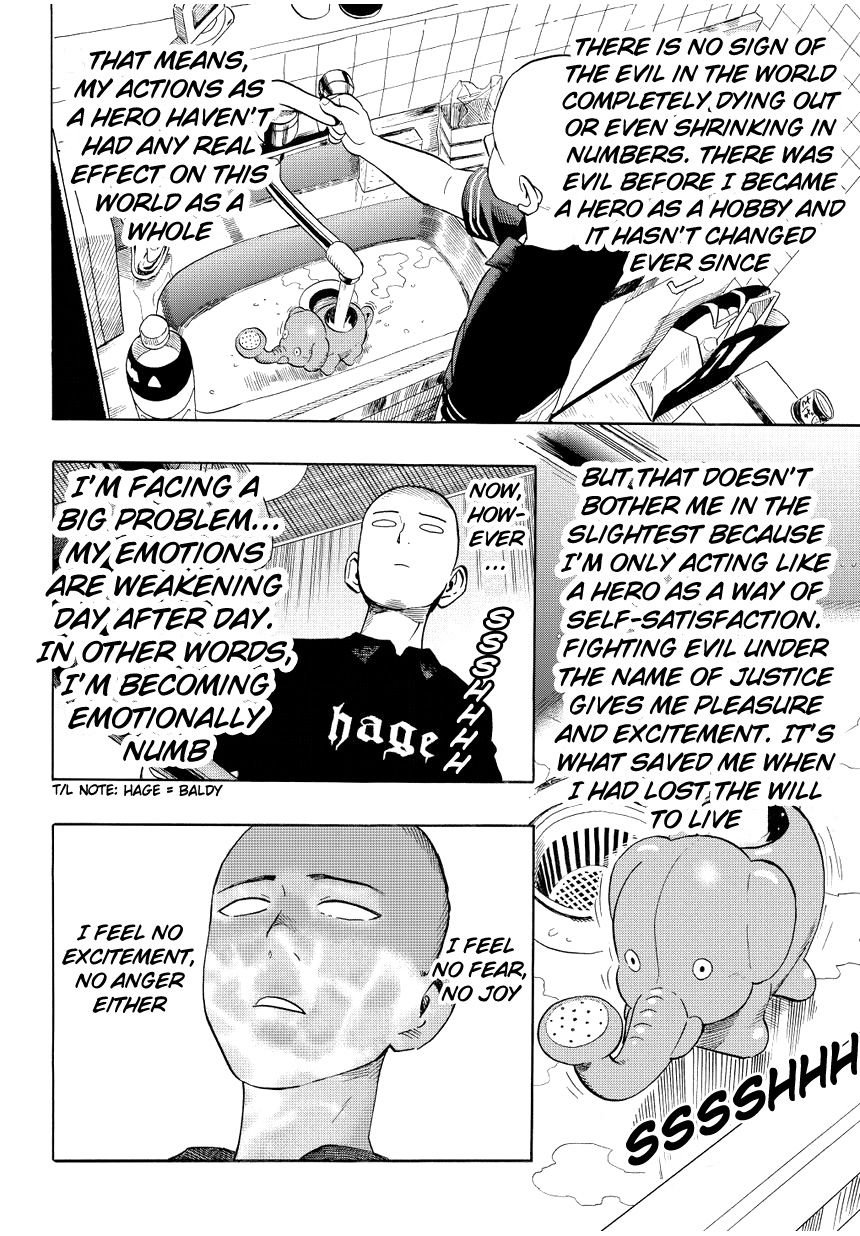 THERE IS NO SIGN OF
THE EVIL IN THE WORLD
COMPLETELY DYING OUT
OR EVEN SHRINKING IN
NUMBERS. THERE WAS
EVIL BEFORE I BECAME
A HERO AS A HOBBY AND
IT HASN'T CHANGED
EVER SINCE
THAT MEANS,
MY ACTIONS AS
A HERO HAVEN'T
HAD ANY REAL
EFFECT ON THIS
WORLD AS A
WHOLE
BUT THAT DOESN'T
BOTHER ME IN THE
SLIGHTEST BECAUSE
I'M ONLY ACTING LIKE
A HERO AS A WAY OF
SELF-SATISFACTION.
FIGHTING EVIL UNDER
THE NAME OF JUSTICE
GIVES ME PLEASURE
AND EXCITEMENT. IT'S
WHAT SAVED ME WHEN
I HAD LOST THE WILL
TO LIVE
SSSSHHH
NOW,
HOW-
EVER
...
SSSHHHH
I'M FACING A
BIG PROBLEM...
MY EMOTIONS
ARE WEAKENING
DAY AFTER DAY.
IN OTHER WORDS,
I'M BECOMING
EMOTIONALLY
NUMB
hage
T/L NOTE: HAGE = BALDY
I FEEL
NO FEAR,
NO JOY
I FEEL NO
EXCITEMENT,
NO ANGER
EITHER